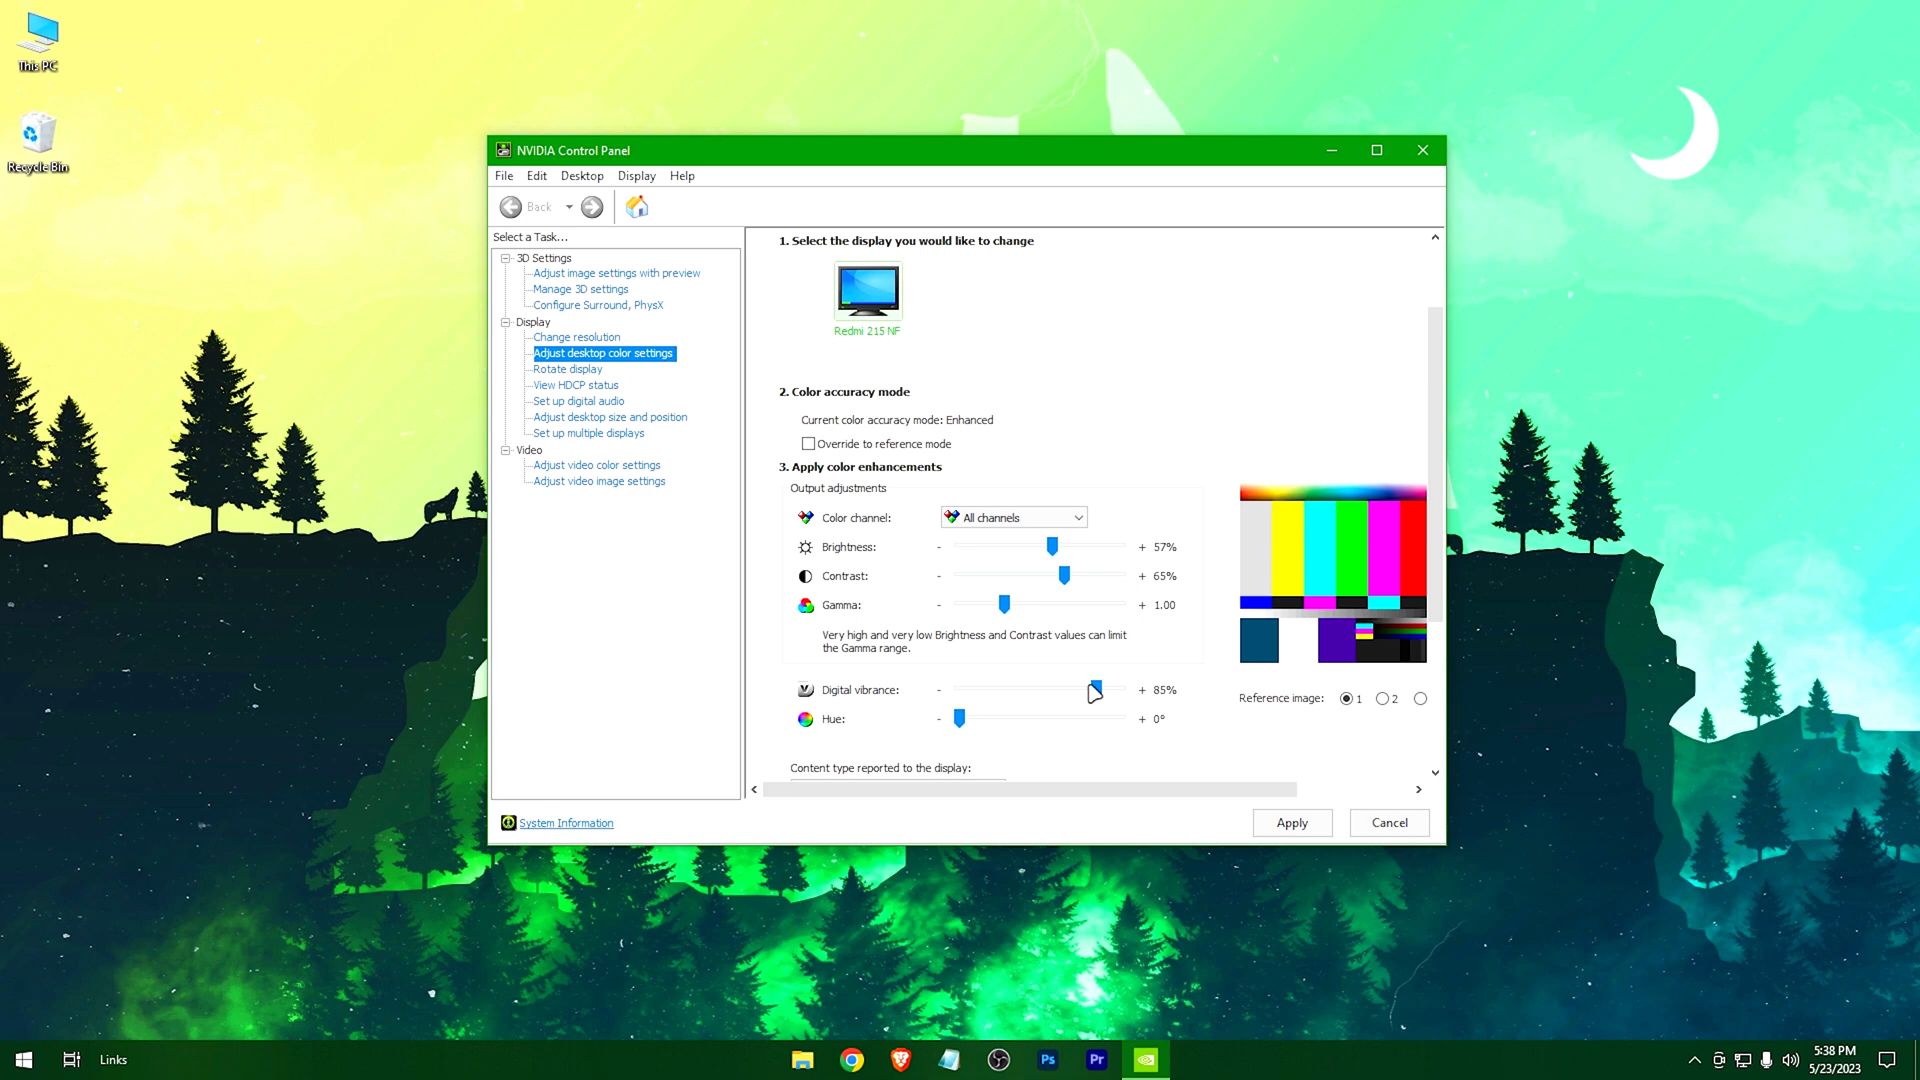 This PC
Recycle Bin
NVIDIA Control Panel
File Edit Desktop Display Help
Back
Select a Task...
3D Settings
Adjust image settings with preview
Manage 3D settings
Configure Surround, PhysX
Display
Change resolution
Adjust desktop color settings
Rotate display
View HDCP status
Set up digital audio
Adjust desktop size and position
Set up multiple displays
Video
Adjust video color settings
Adjust video image settings
System Information
1. Select the display you would like to change
Redmi 215 NF
2. Color accuracy mode
Current color accuracy mode: Enhanced
Override to reference mode
3. Apply color enhancements
Output adjustments
Color channel: All channels
Brightness: - + 57%
Contrast: - + 65%
Gamma: - + 1.00
Very high and very low Brightness and Contrast values can limit
the Gamma range.
Digital vibrance: - + 85%
Hue: - + 0°
Reference image: 1 2
Content type reported to the display:
Apply Cancel
Links
Ps
Pr
5:38 PM
5/23/2023